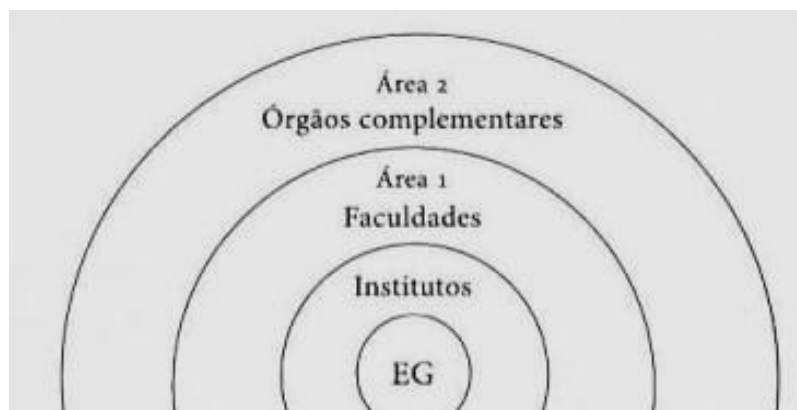 Área 2
Órgãos complementares
Área 1
Faculdades
Institutos
EG